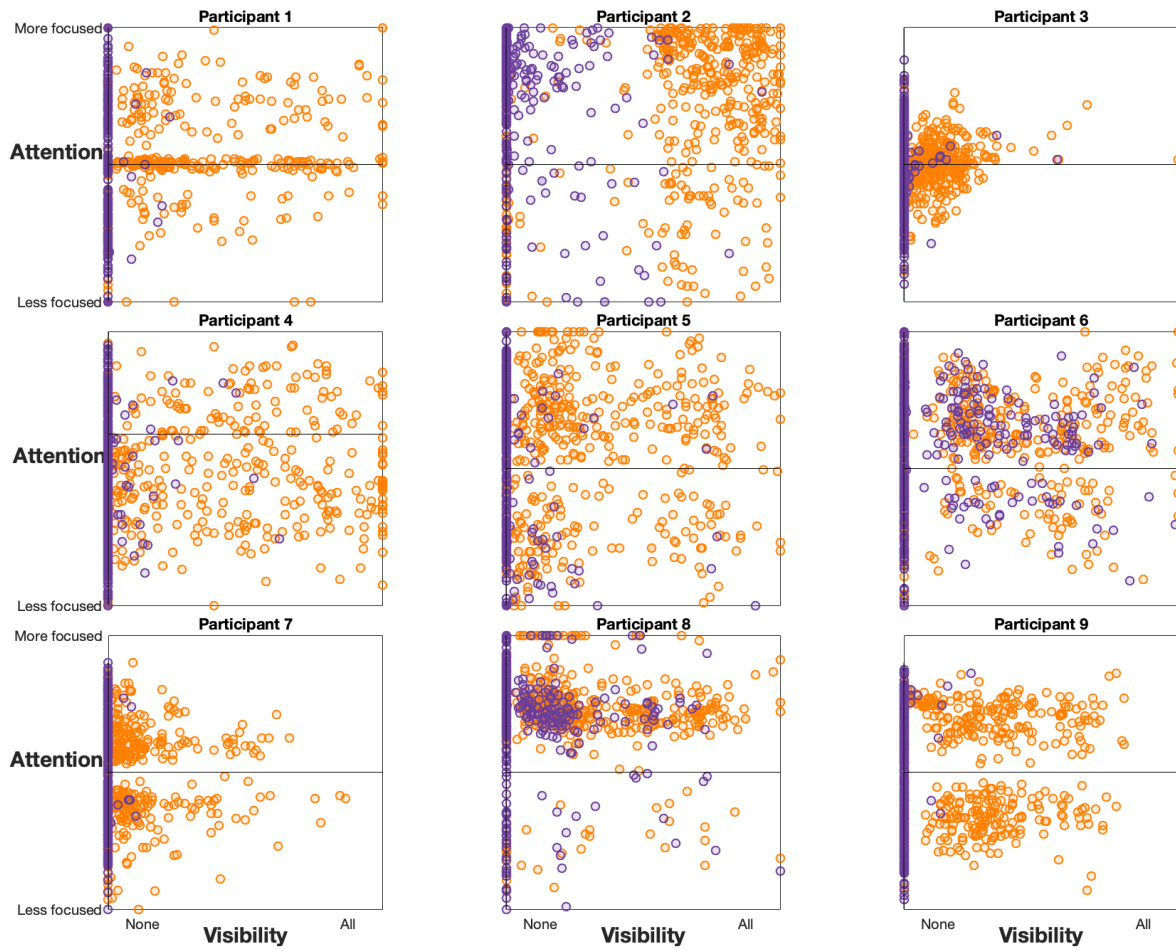 Participant 1
Participant 2
Participant 3
More focused
Attention
Less focused
Participant 4
Participant 5
Participant 6
Attention
Less focused
Participant 7
Participant 8
Participant 9
More focused
Attention
Less focused
None
All
None
All
None
All
Visibility
Visibility
Visibility